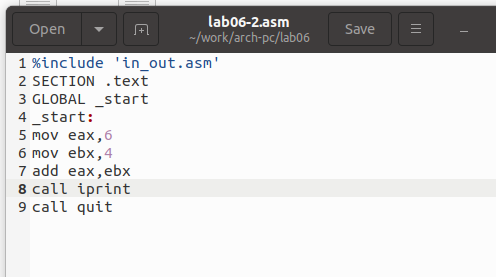 Open
lab06-2.asm
~/work/arch-pc/lab06
Save
1 %include 'in_out.asm'
2 SECTION .text
3 GLOBAL _start
4 _start:
5 mov eax,6
6 mov ebx,4
7 add eax,ebx
8 call iprint
9 call quit